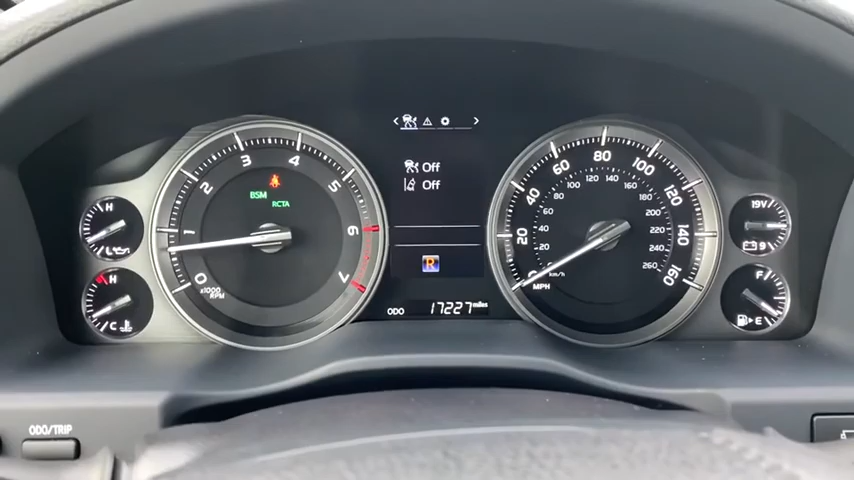 Off
Off
R
ODO 17227 miles
BSM
RCTA
0 1 2 3 4 5 6 7
x1000
RPM
0 20 40 60 80 100 120 140 160
MPH
20 40 60 80 100 120 140 160 180 200 220 240 260
km/h
H
L
H
C
19V
9
F
E
ODO/TRIP